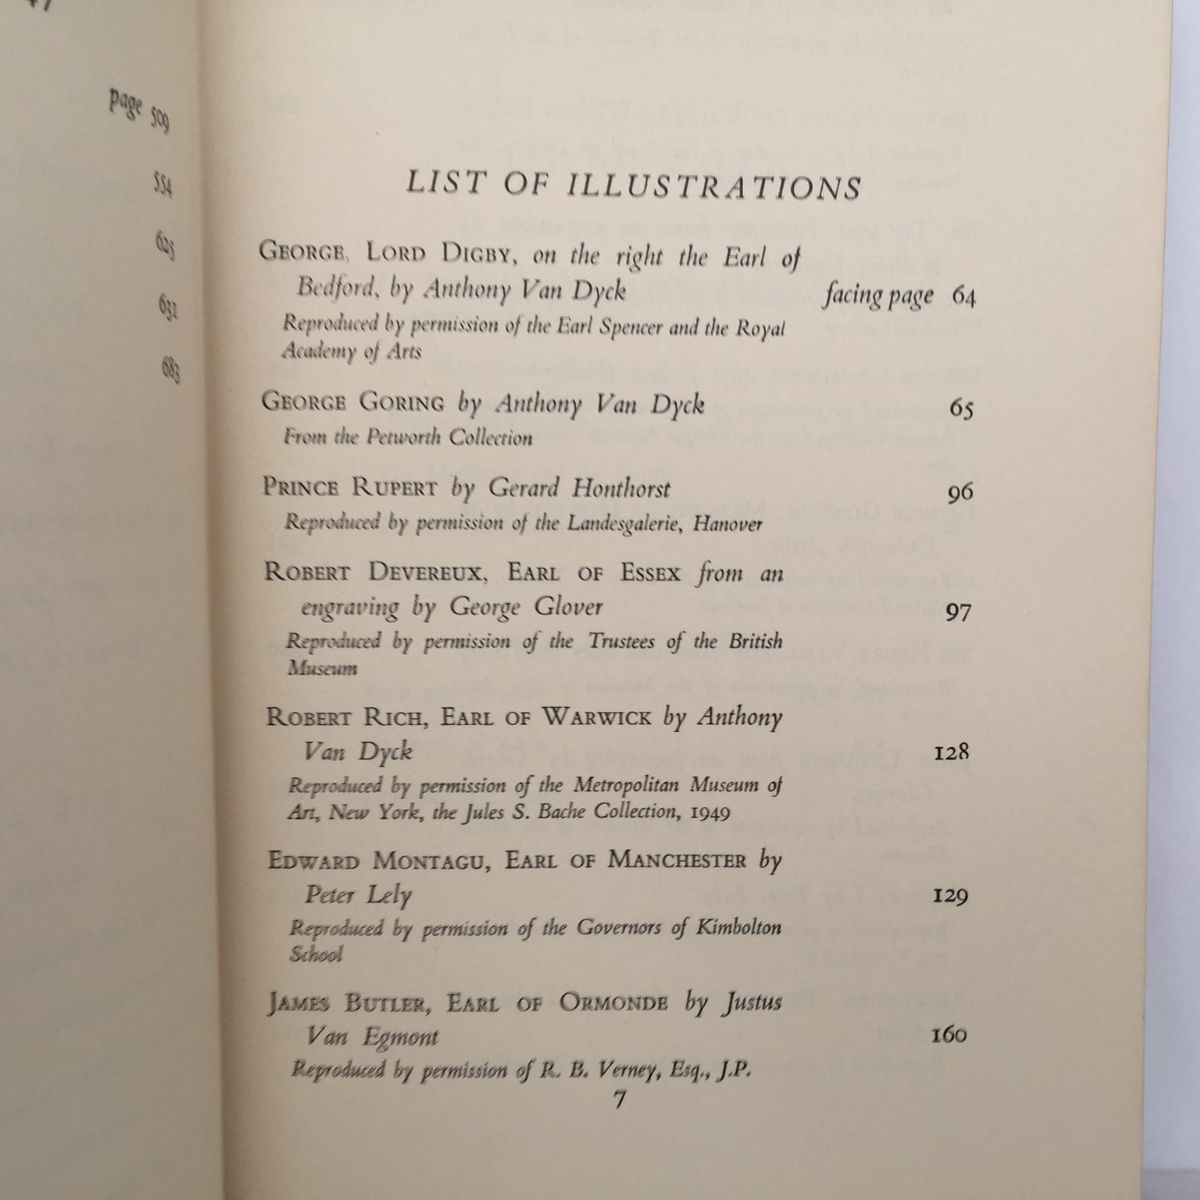 page 509
554
625
631
683
LIST OF ILLUSTRATIONS
GEORGE, LORD DIGBY, on the right the Earl of
Bedford, by Anthony Van Dyck facing page 64
Reproduced by permission of the Earl Spencer and the Royal
Academy of Arts
GEORGE GORING by Anthony Van Dyck 65
From the Petworth Collection
PRINCE RUPERT by Gerard Honthorst 96
Reproduced by permission of the Landesgalerie, Hanover
ROBERT DEVEREUX, EARL OF ESSEX from an
engraving by George Glover 97
Reproduced by permission of the Trustees of the British
Museum
ROBERT RICH, EARL OF WARWICK by Anthony
Van Dyck 128
Reproduced by permission of the Metropolitan Museum of
Art, New York, the Jules S. Bache Collection, 1949
EDWARD MONTAGU, EARL OF MANCHESTER by
Peter Lely 129
Reproduced by permission of the Governors of Kimbolton
School
JAMES BUTLER, EARL OF ORMONDE by Justus
Van Egmont 160
Reproduced by permission of R. B. Verney, Esq., J.P.
7